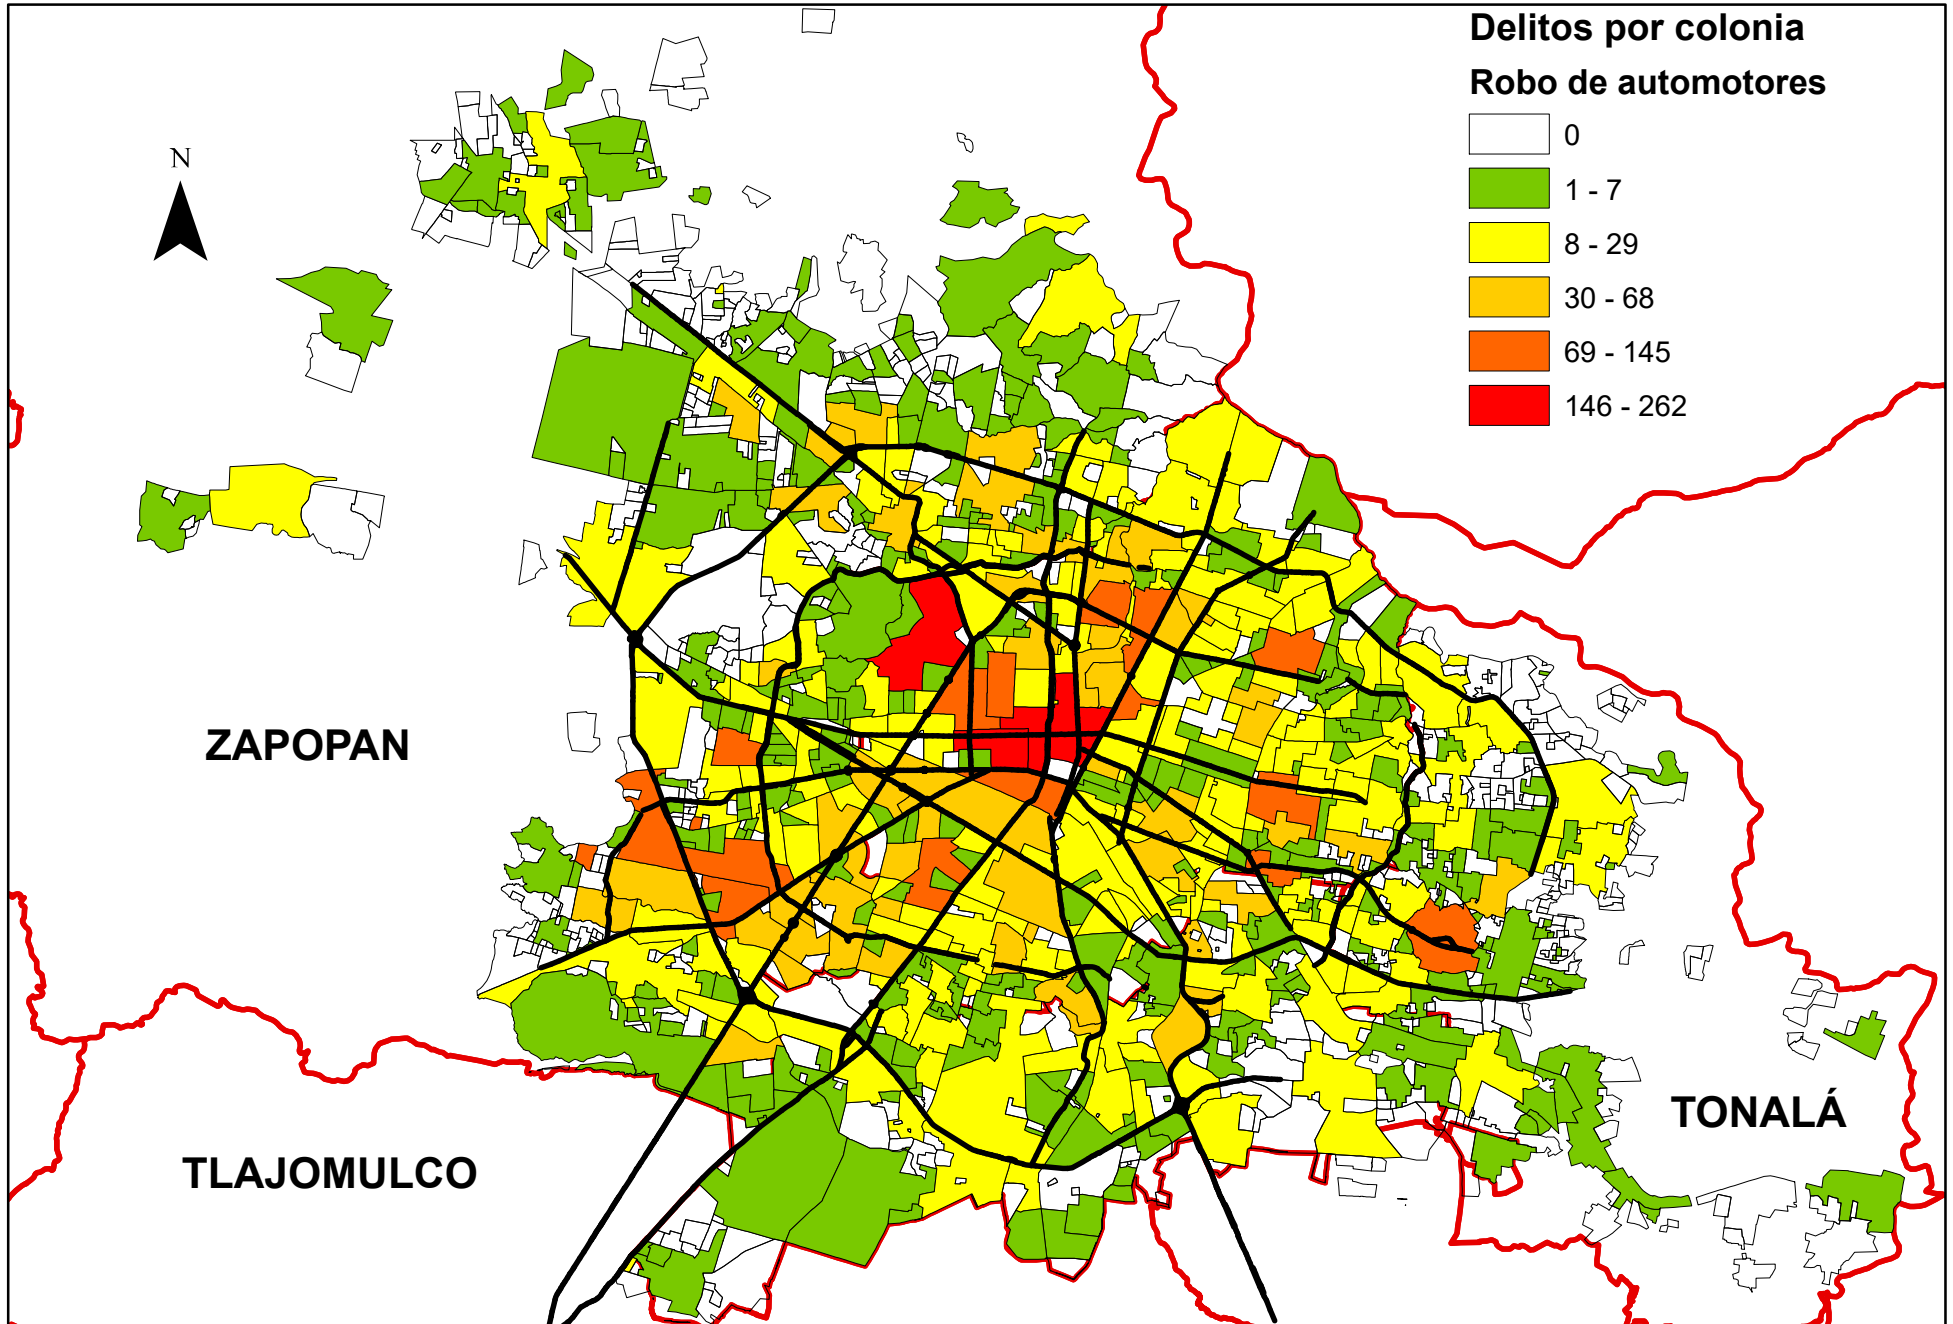 Delitos por colonia
Robo de automotores
0
1 - 7
8 - 29
30 - 68
69 - 145
146 - 262
N
ZAPOPAN
TONALÁ
TLAJOMULCO